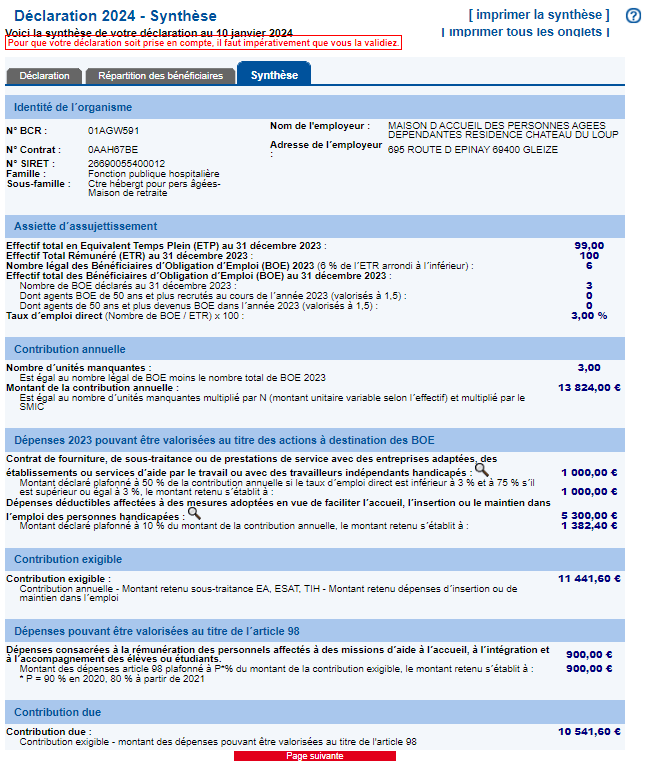 Déclaration 2024 - Synthèse
[ imprimer la synthèse ]
Voici la synthèse de votre déclaration au 10 janvier 2024
[ imprimer tous les onglets ]
Pour que votre déclaration soit prise en compte, il faut impérativement que vous la validiez.
Déclaration
Répartition des bénéficiaires
Synthèse
Identité de l´organisme
N° BCR : 01AGW591
Nom de l'employeur : MAISON D ACCUEIL DES PERSONNES AGEES
DEPENDANTES RESIDENCE CHATEAU DU LOUP
N° Contrat : 0AAH67BE
Adresse de l´employeur
: 695 ROUTE D EPINAY 69400 GLEIZE
N° SIRET : 26690055400012
Famille : Fonction publique hospitalière
Sous-famille : Ctre hébergt pour pers âgées-
Maison de retraite
Assiette d´assujettissement
Effectif total en Equivalent Temps Plein (ETP) au 31 décembre 2023 : 99,00
Effectif Total Rémunéré (ETR) au 31 décembre 2023 : 100
Nombre légal des Bénéficiaires d´Obligation d´Emploi (BOE) 2023 (6 % de l´ETR arrondi à l´inférieur) : 6
Effectif total des Bénéficiaires d´Obligation d´Emploi (BOE) au 31 décembre 2023 :
Nombre de BOE déclarés au 31 décembre 2023 : 3
Dont agents BOE de 50 ans et plus recrutés au cours de l´année 2023 (valorisés à 1,5) : 0
Dont agents de 50 ans et plus devenus BOE dans l´année 2023 (valorisés à 1,5) : 0
Taux d´emploi direct (Nombre de BOE / ETR) x 100 : 3,00 %
Contribution annuelle
Nombre d´unités manquantes : 3,00
Est égal au nombre légal de BOE moins le nombre total de BOE 2023
Montant de la contribution annuelle : 13 824,00 €
Est égal au nombre d´unités manquantes multiplié par N (montant unitaire variable selon l´effectif) et multiplié par le
SMIC
Dépenses 2023 pouvant être valorisées au titre des actions à destination des BOE
Contrat de fourniture, de sous-traitance ou de prestations de service avec des entreprises adaptées, des
établissements ou services d´aide par le travail ou avec des travailleurs indépendants handicapés : 1 000,00 €
Montant déclaré plafonné à 50 % de la contribution annuelle si le taux d´emploi direct est inférieur à 3 % et à 75 % s´il
est supérieur ou égal à 3 %, le montant retenu s´établit à : 1 000,00 €
Dépenses déductibles affectées à des mesures adoptées en vue de faciliter l´accueil, l´insertion ou le maintien dans
l´emploi des personnes handicapées : 5 300,00 €
Montant déclaré plafonné à 10 % du montant de la contribution annuelle, le montant retenu s´établit à : 1 382,40 €
Contribution exigible
Contribution exigible : 11 441,60 €
Contribution annuelle - Montant retenu sous-traitance EA, ESAT, TIH - Montant retenu dépenses d´insertion ou de
maintien dans l´emploi
Dépenses pouvant être valorisées au titre de l´article 98
Dépenses consacrées à la rémunération des personnels affectés à des missions d´aide à l´accueil, à l´intégration et
à l´accompagnement des élèves ou étudiants. 900,00 €
Montant des dépenses article 98 plafonné à P*% du montant de la contribution exigible, le montant retenu s´établit à : 900,00 €
* P = 90 % en 2020, 80 % à partir de 2021
Contribution due
Contribution due : 10 541,60 €
Contribution exigible - montant des dépenses pouvant être valorisées au titre de l'article 98
Page suivante